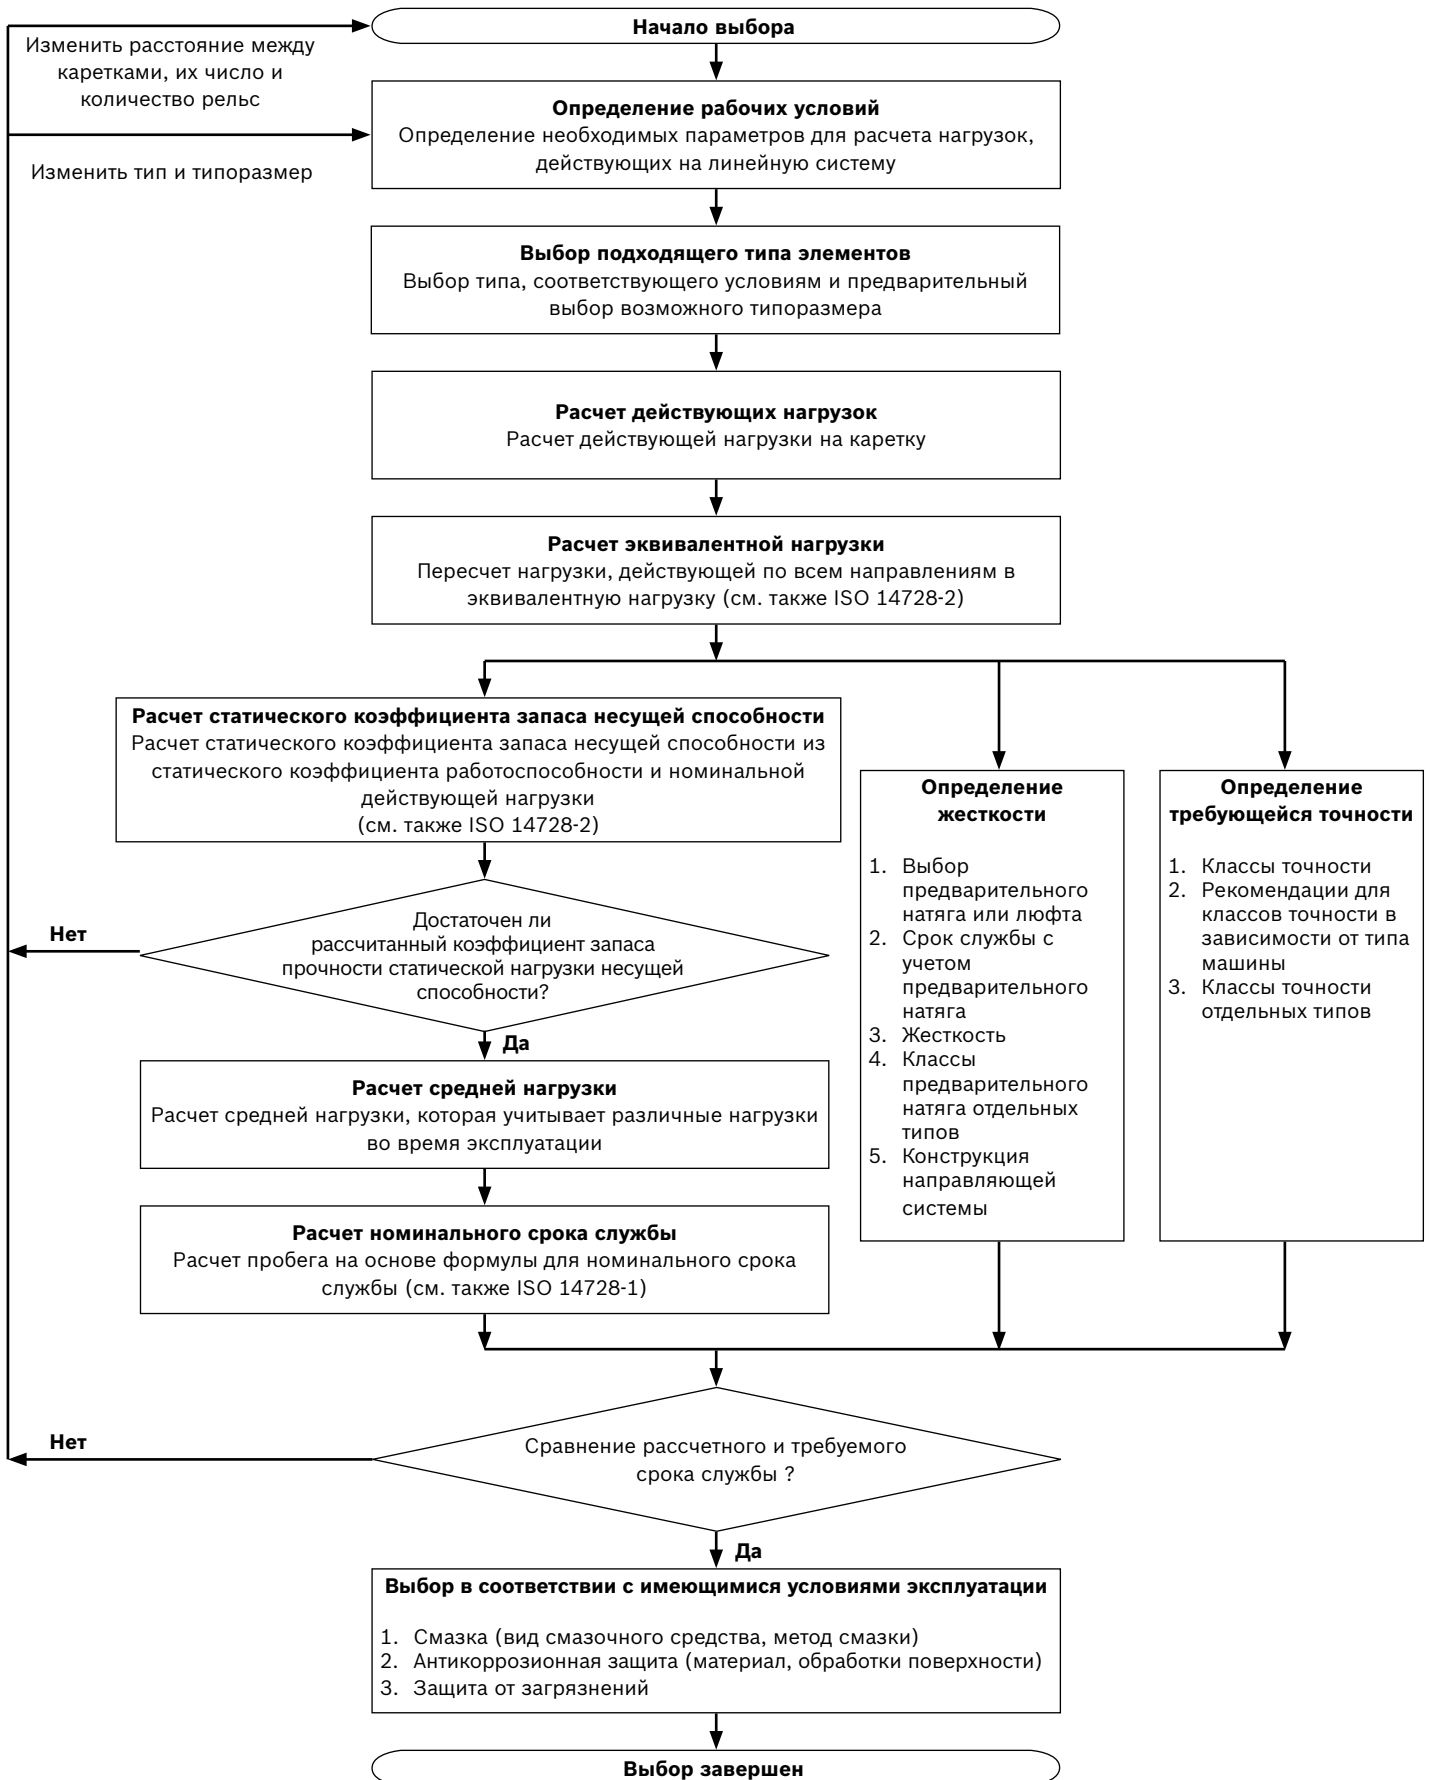 Начало выбора
Изменить расстояние между
каретками, их число и
количество рельс
Определение рабочих условий
Определение необходимых параметров для расчета нагрузок,
действующих на линейную систему
Изменить тип и типоразмер
Выбор подходящего типа элементов
Выбор типа, соответствующего условиям и предварительный
выбор возможного типоразмера
Расчет действующих нагрузок
Расчет действующей нагрузки на каретку
Расчет эквивалентной нагрузки
Пересчет нагрузки, действующей по всем направлениям в
эквивалентную нагрузку (см. также ISO 14728-2)
Расчет статического коэффициента запаса несущей способности
Расчет статического коэффициента запаса несущей способности из
статического коэффициента работоспособности и номинальной
действующей нагрузки
(см. также ISO 14728-2)
Определение
жесткости
1. Выбор
предварительного
натяга или люфта
2. Срок службы с
учетом
предварительного
натяга
3. Жесткость
4. Классы
предварительного
натяга отдельных
типов
5. Конструкция
направляющей
системы
Определение
требующейся точности
1. Классы точности
2. Рекомендации для
классов точности в
зависимости от типа
машины
3. Классы точности
отдельных типов
Достаточен ли
рассчитанный коэффициент запаса
прочности статической нагрузки несущей
способности?
Нет
Да
Расчет средней нагрузки
Расчет средней нагрузки, которая учитывает различные нагрузки
во время эксплуатации
Расчет номинального срока службы
Расчет пробега на основе формулы для номинального срока
службы (см. также ISO 14728-1)
Нет
Сравнение рассчетного и требуемого
срока службы ?
Да
Выбор в соответствии с имеющимися условиями эксплуатации
1. Смазка (вид смазочного средства, метод смазки)
2. Антикоррозионная защита (материал, обработки поверхности)
3. Защита от загрязнений
Выбор завершен